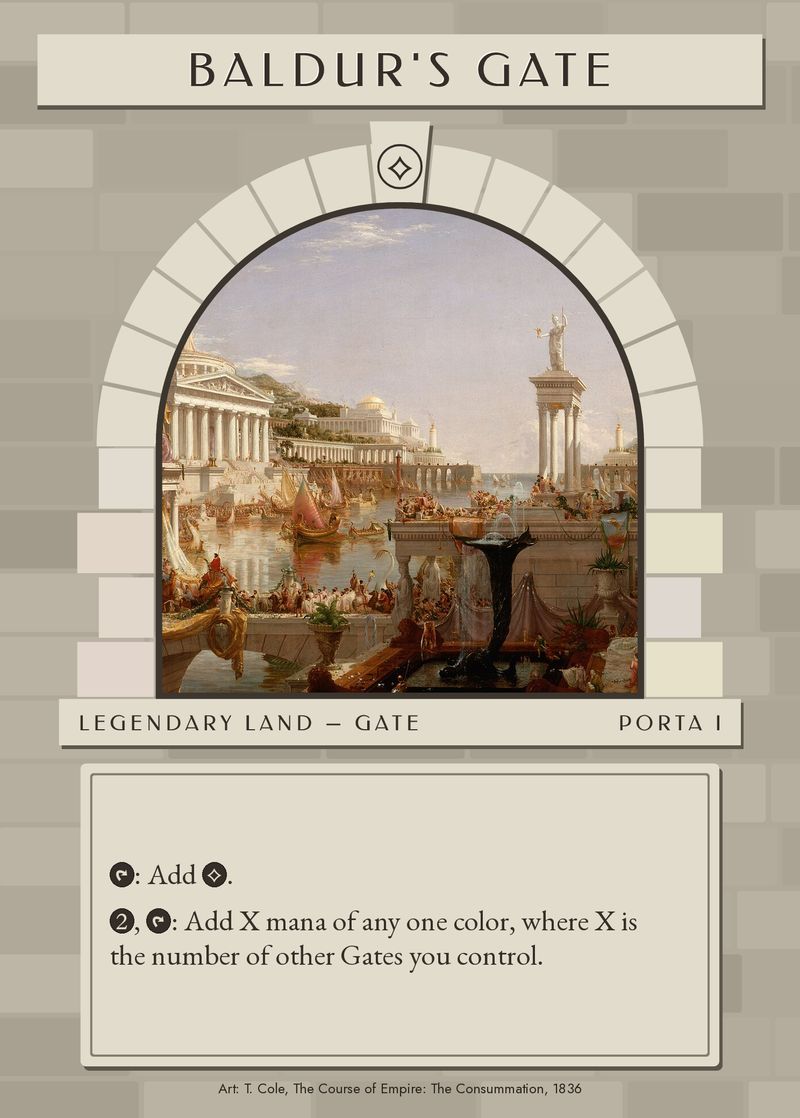 BALDUR'S GATE
LEGENDARY LAND – GATE PORTA I
: Add .
2, : Add X mana of any one color, where X is
the number of other Gates you control.
Art: T. Cole, The Course of Empire: The Consummation, 1836